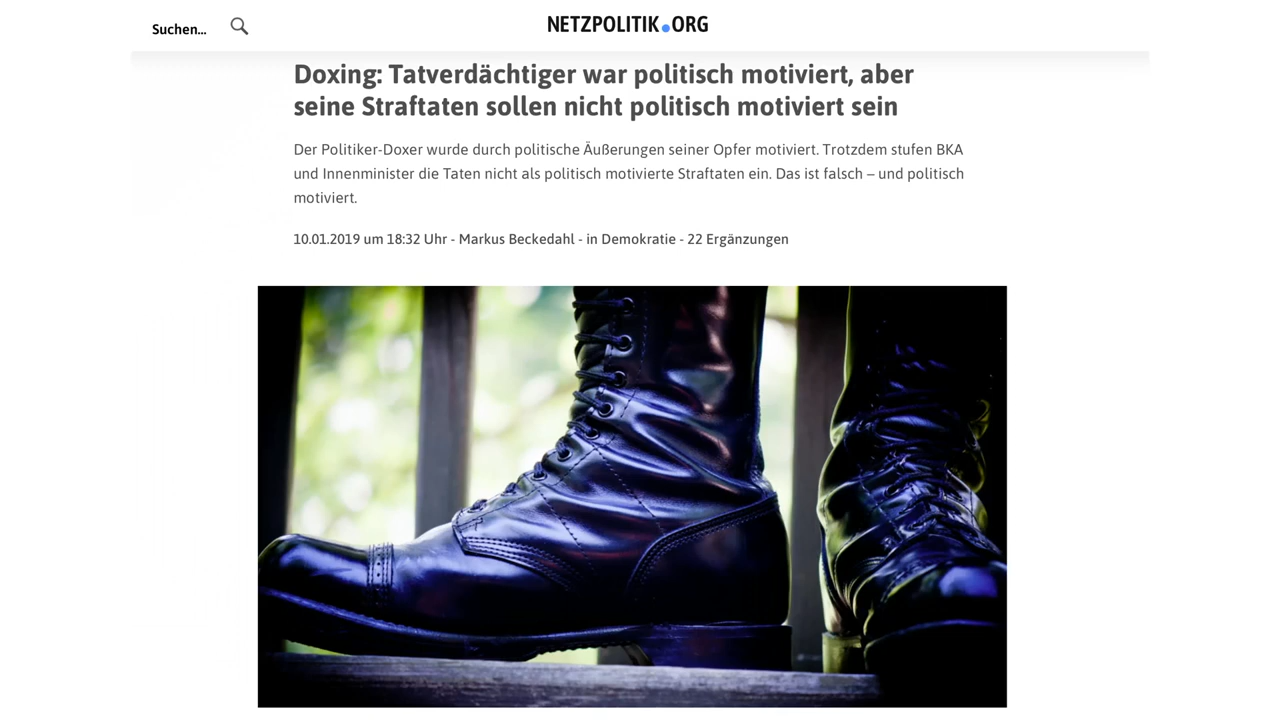 Suchen...
NETZPOLITIK.ORG
Doxing: Tatverdächtiger war politisch motiviert, aber
seine Straftaten sollen nicht politisch motiviert sein
Der Politiker-Doxer wurde durch politische Äußerungen seiner Opfer motiviert. Trotzdem stufen BKA
und Innenminister die Taten nicht als politisch motivierte Straftaten ein. Das ist falsch – und politisch
motiviert.
10.01.2019 um 18:32 Uhr - Markus Beckedahl - in Demokratie - 22 Ergänzungen